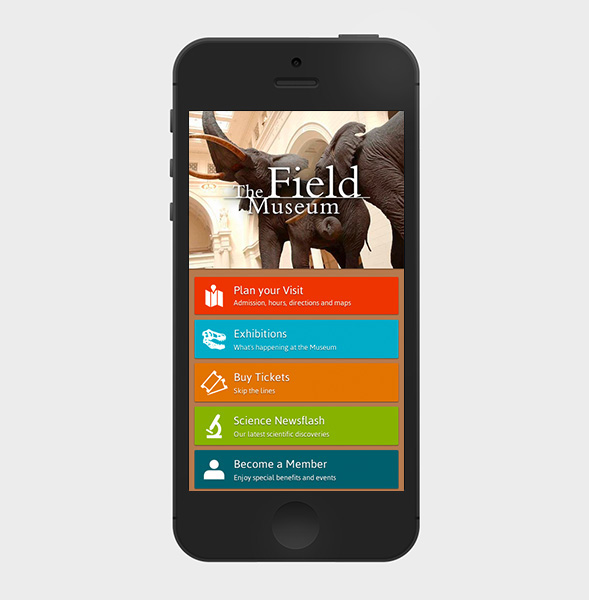 The Field
Museum
Plan your Visit
Admission, hours, directions and maps
Exhibitions
What's happening at the Museum
Buy Tickets
Skip the lines
Science Newsflash
Our latest scientific discoveries
Become a Member
Enjoy special benefits and events